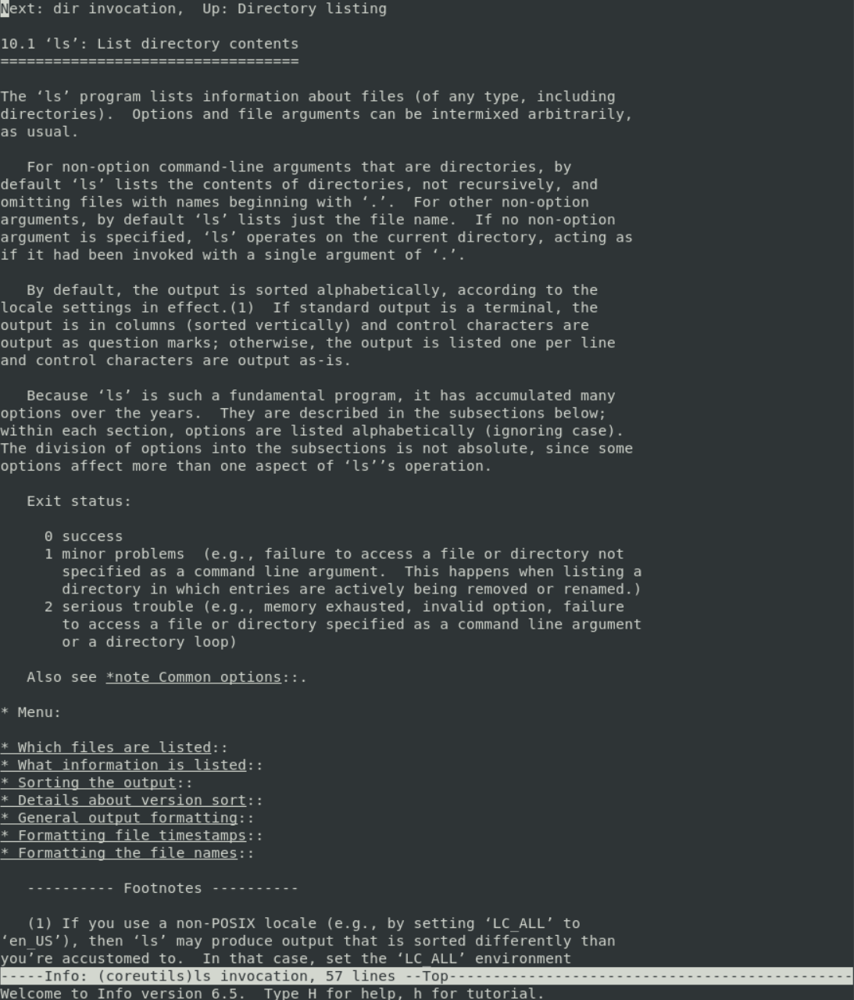 Next: dir invocation,  Up: Directory listing
10.1 ‘ls’: List directory contents
==================================
The ‘ls’ program lists information about files (of any type, including
directories).  Options and file arguments can be intermixed arbitrarily,
as usual.
For non-option command-line arguments that are directories, by
default ‘ls’ lists the contents of directories, not recursively, and
omitting files with names beginning with ‘.’.  For other non-option
arguments, by default ‘ls’ lists just the file name.  If no non-option
argument is specified, ‘ls’ operates on the current directory, acting as
if it had been invoked with a single argument of ‘.’.
By default, the output is sorted alphabetically, according to the
locale settings in effect.(1)  If standard output is a terminal, the
output is in columns (sorted vertically) and control characters are
output as question marks; otherwise, the output is listed one per line
and control characters are output as-is.
Because ‘ls’ is such a fundamental program, it has accumulated many
options over the years.  They are described in the subsections below;
within each section, options are listed alphabetically (ignoring case).
The division of options into the subsections is not absolute, since some
options affect more than one aspect of ‘ls’’s operation.
Exit status:
0 success
1 minor problems  (e.g., failure to access a file or directory not
specified as a command line argument.  This happens when listing a
directory in which entries are actively being removed or renamed.)
2 serious trouble (e.g., memory exhausted, invalid option, failure
to access a file or directory specified as a command line argument
or a directory loop)
Also see *note Common options::.
* Menu:
* Which files are listed::
* What information is listed::
* Sorting the output::
* Details about version sort::
* General output formatting::
* Formatting file timestamps::
* Formatting the file names::
---------- Footnotes ----------
(1) If you use a non-POSIX locale (e.g., by setting ‘LC_ALL’ to
‘en_US’), then ‘ls’ may produce output that is sorted differently than
you’re accustomed to.  In that case, set the ‘LC_ALL’ environment
-----Info: (coreutils)ls invocation, 57 lines --Top----------------------------------------------
Welcome to Info version 6.5.  Type H for help, h for tutorial.